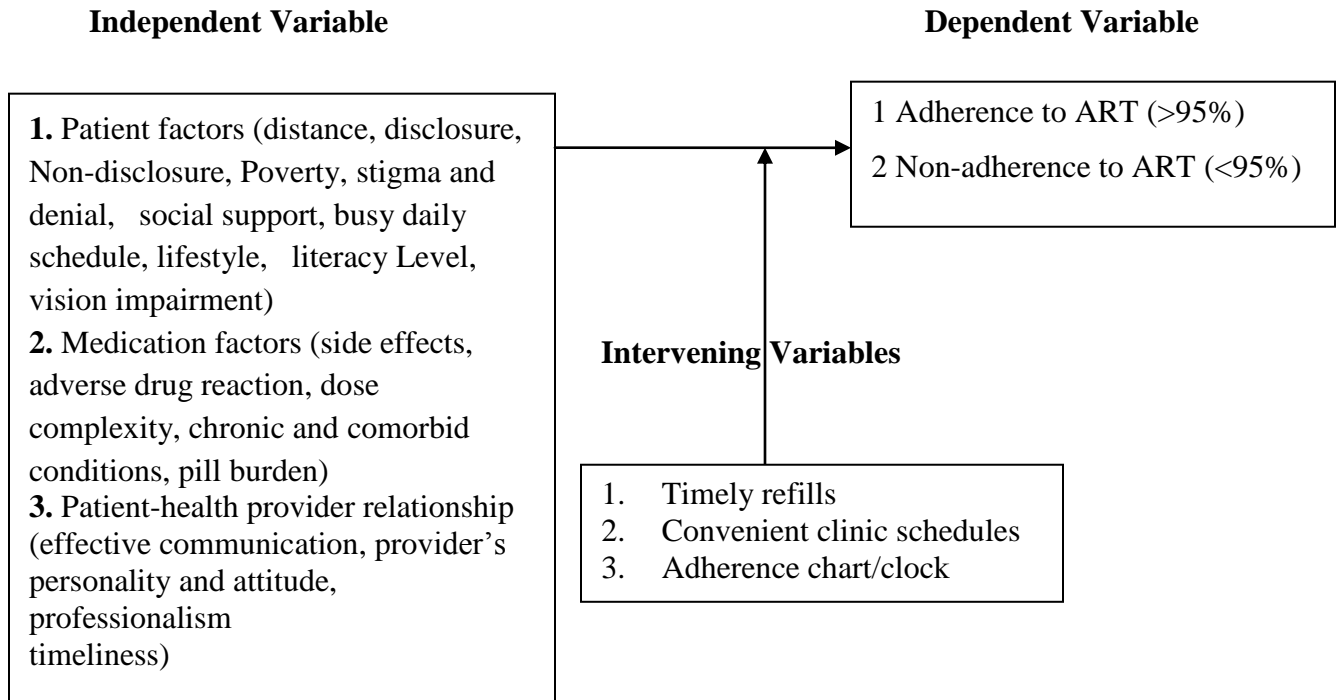 Independent Variable
Dependent Variable
1. Patient factors (distance, disclosure,
Non-disclosure, Poverty, stigma and
denial, social support, busy daily
schedule, lifestyle, literacy Level,
vision impairment)
2. Medication factors (side effects,
adverse drug reaction, dose
complexity, chronic and comorbid
conditions, pill burden)
3. Patient-health provider relationship
(effective communication, provider's
personality and attitude,
professionalism
timeliness)
1 Adherence to ART (>95%)
2 Non-adherence to ART (<95%)
Intervening Variables
1. Timely refills
2. Convenient clinic schedules
3. Adherence chart/clock